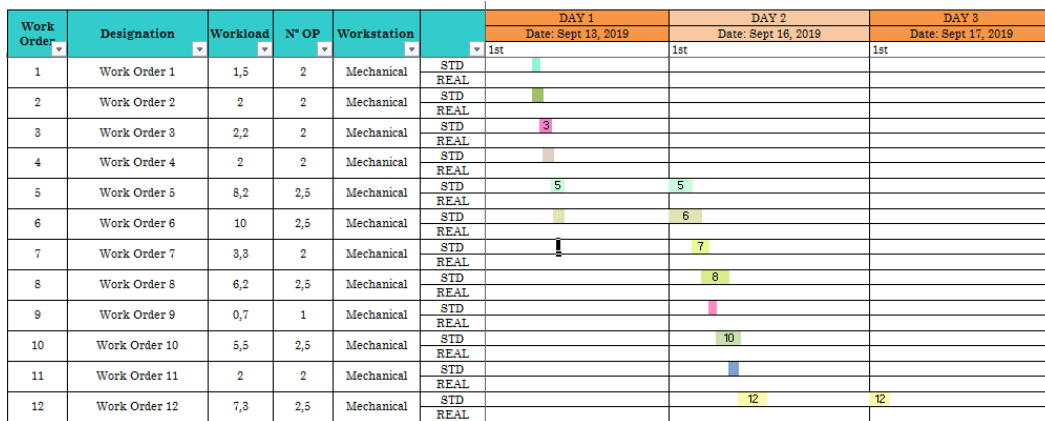 Work Order Designation Workload N° OP Workstation DAY 1 DAY 2 DAY 3
Date: Sept 13, 2019 Date: Sept 16, 2019 Date: Sept 17, 2019
1st 1st 1st
1 Work Order 1 1,5 2 Mechanical STD
REAL
2 Work Order 2 2 2 Mechanical STD
REAL
3 Work Order 3 2,2 2 Mechanical STD 3
REAL
4 Work Order 4 2 2 Mechanical STD
REAL
5 Work Order 5 8,2 2,5 Mechanical STD 5 5
REAL
6 Work Order 6 10 2,5 Mechanical STD 6
REAL
7 Work Order 7 3,3 2 Mechanical STD 7
REAL
8 Work Order 8 6,2 2,5 Mechanical STD 8
REAL
9 Work Order 9 0,7 1 Mechanical STD
REAL
10 Work Order 10 5,5 2,5 Mechanical STD 10
REAL
11 Work Order 11 2 2 Mechanical STD
REAL
12 Work Order 12 7,3 2,5 Mechanical STD 12 12
REAL